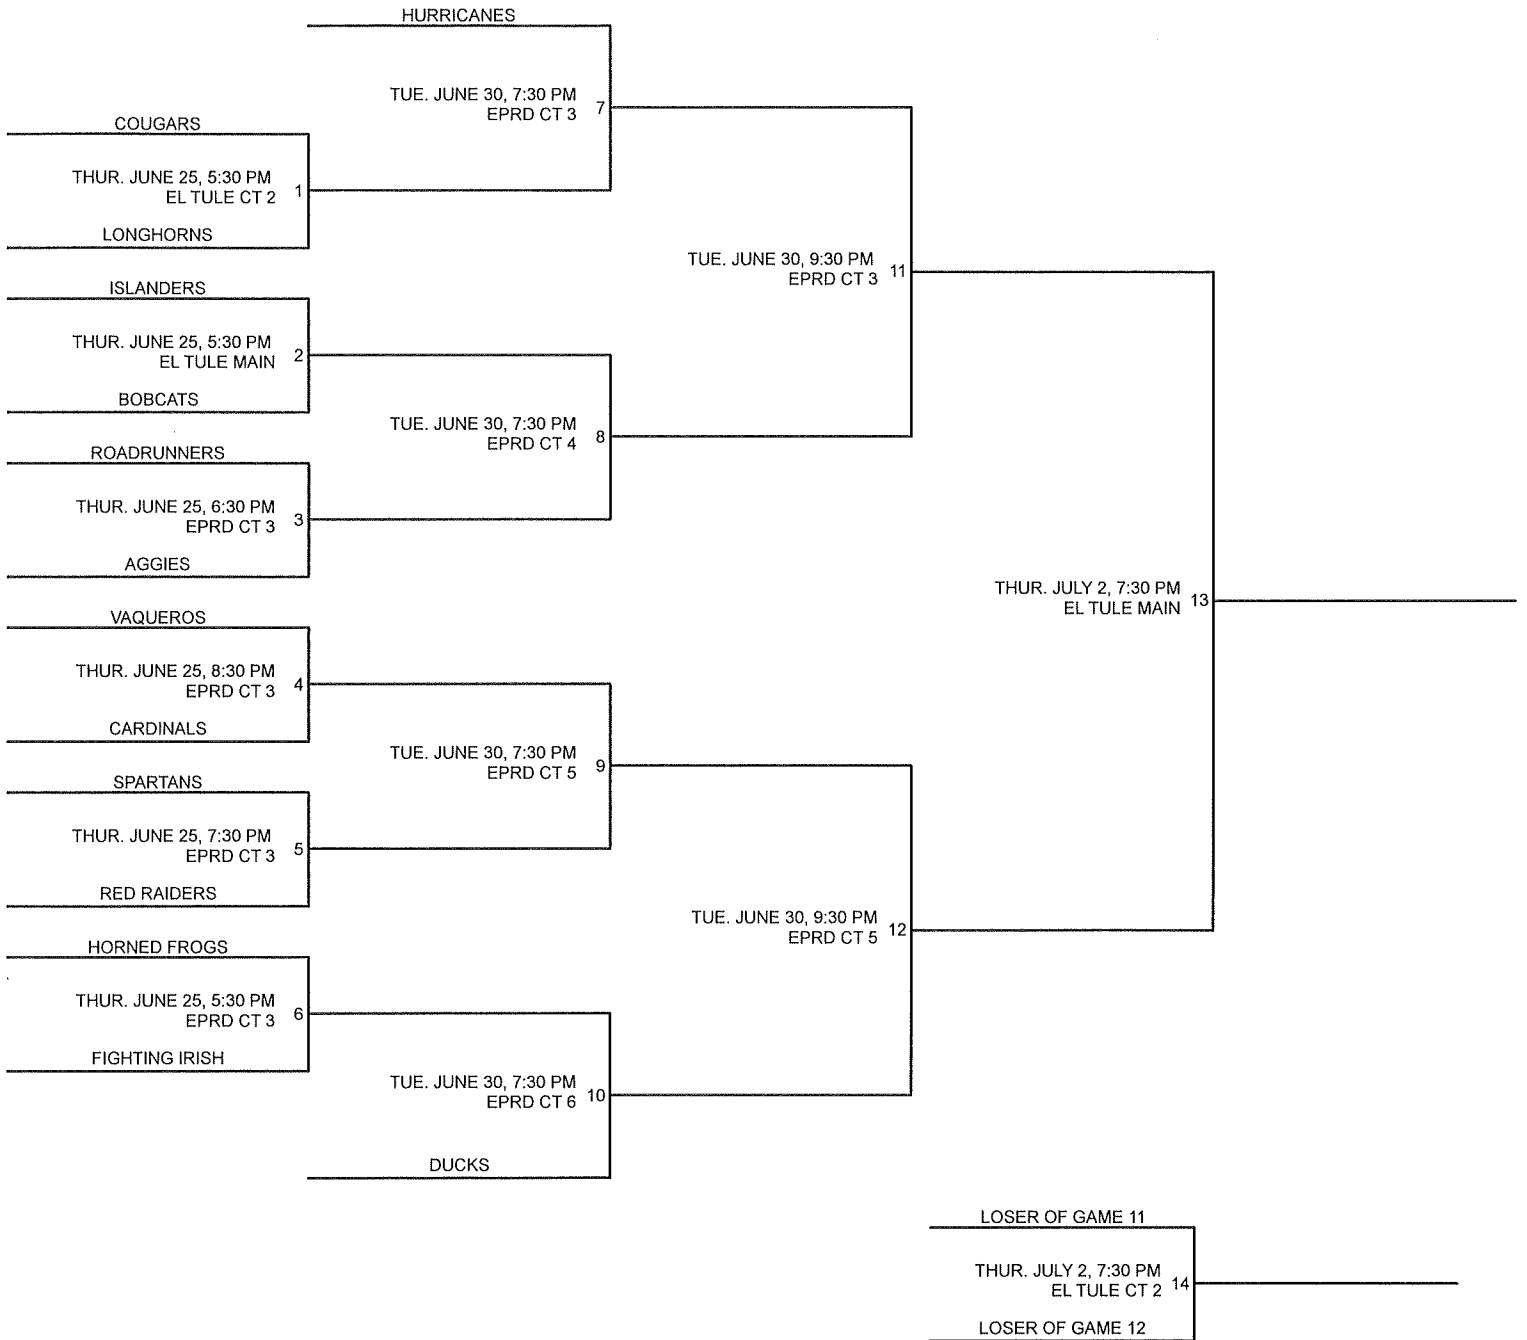 HURRICANES
TUE. JUNE 30, 7:30 PM
EPRD CT 3
7
COUGARS
THUR. JUNE 25, 5:30 PM
EL TULE CT 2
1
LONGHORNS
ISLANDERS
THUR. JUNE 25, 5:30 PM
EL TULE MAIN
2
BOBCATS
TUE. JUNE 30, 9:30 PM
EPRD CT 3
11
TUE. JUNE 30, 7:30 PM
EPRD CT 4
8
ROADRUNNERS
THUR. JUNE 25, 6:30 PM
EPRD CT 3
3
AGGIES
THUR. JULY 2, 7:30 PM
EL TULE MAIN
13
VAQUEROS
THUR. JUNE 25, 8:30 PM
EPRD CT 3
4
CARDINALS
TUE. JUNE 30, 7:30 PM
EPRD CT 5
9
SPARTANS
THUR. JUNE 25, 7:30 PM
EPRD CT 3
5
RED RAIDERS
TUE. JUNE 30, 9:30 PM
EPRD CT 5
12
HORNED FROGS
THUR. JUNE 25, 5:30 PM
EPRD CT 3
6
FIGHTING IRISH
TUE. JUNE 30, 7:30 PM
EPRD CT 6
10
DUCKS
LOSER OF GAME 11
THUR. JULY 2, 7:30 PM
EL TULE CT 2
14
LOSER OF GAME 12